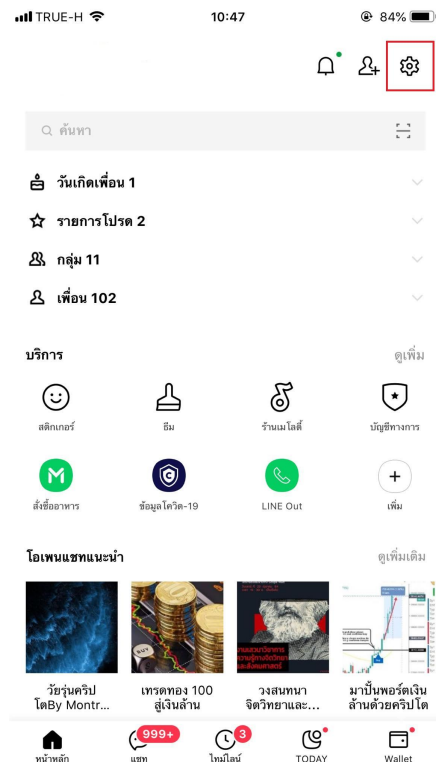 TRUE-H 10:47 84%
ค้นหา
วันเกิดเพื่อน 1
รายการโปรด 2
กลุ่ม 11
เพื่อน 102
บริการ ดูเพิ่ม
สติกเกอร์ ธีม ร้านเมโลดี้ บัญชีทางการ
สั่งซื้ออาหาร ข้อมูลโควิด-19 LINE Out เพิ่ม
โอเพนแชทแนะนำ ดูเพิ่มเติม
BUY
วัยรุ่นคริป เทรดทอง 100 วงสนทนา มาปั้นพอร์ตเงิน
โตBy Montr... สู่เงินล้าน จิตวิทยาและ... ล้านด้วยคริปโต
999+ 3
หน้าหลัก แชท ไทม์ไลน์ TODAY Wallet